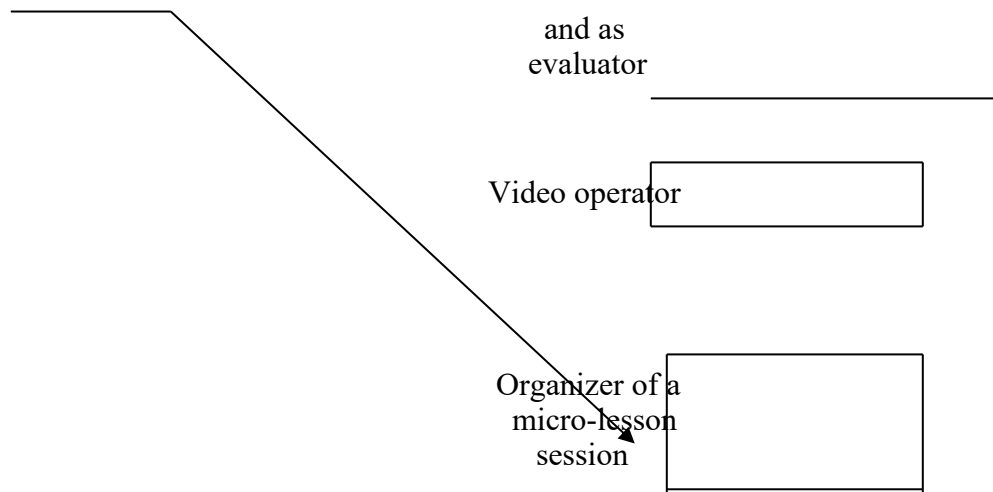 and as
evaluator
Video operator
Organizer of a
micro-lesson
session